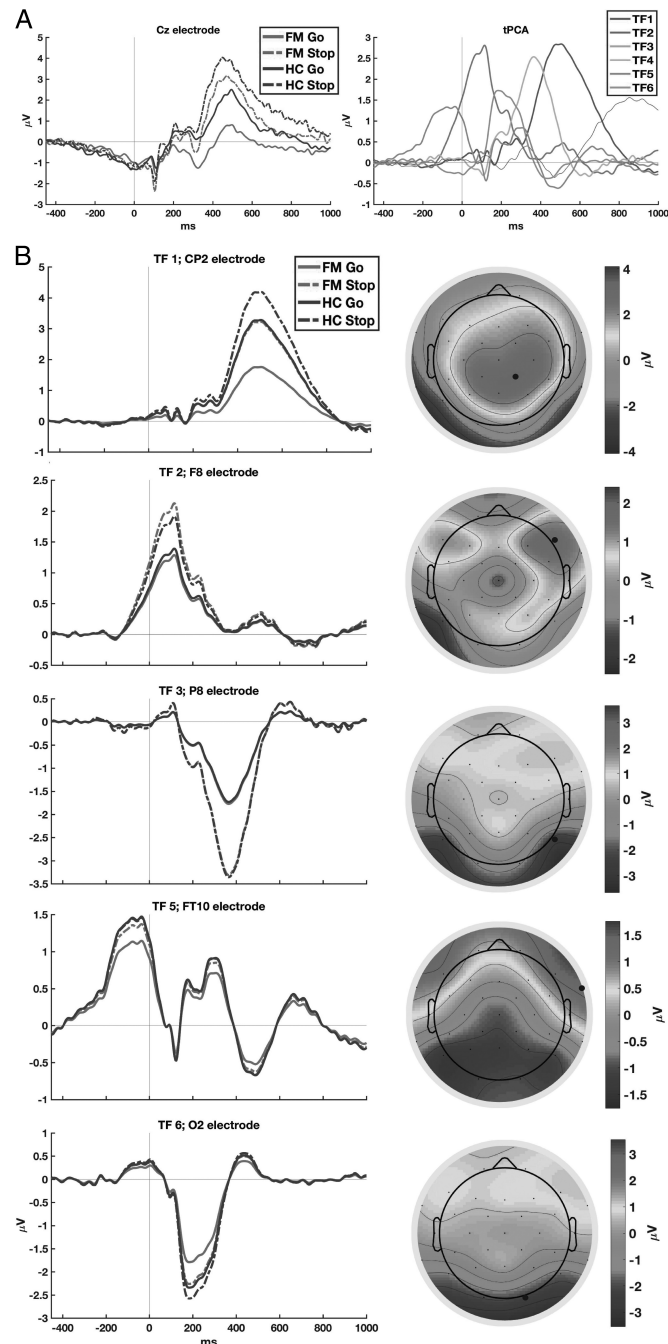 A
Cz electrode
FM Go
FM Stop
HC Go
HC Stop
5
4
3
2
1
0
-1
-2
-3
μV
-400 -200 0 200 400 600 800 1000
ms
tPCA
TF1
TF2
TF3
TF4
TF5
TF6
3
2.5
2
1.5
1
0.5
0
-0.5
-1
μV
-400 -200 0 200 400 600 800 1000
ms
B
TF 1; CP2 electrode
FM Go
FM Stop
HC Go
HC Stop
5
4
3
2
1
0
-1
4
2
0
-2
-4
μV
TF 2; F8 electrode
2.5
2
1.5
1
0.5
0
-0.5
2
1
0
-1
-2
μV
TF 3; P8 electrode
0.5
0
-0.5
-1
-1.5
-2
-2.5
-3
-3.5
3
2
1
0
-1
-2
-3
μV
TF 5; FT10 electrode
1.5
1
0.5
0
-0.5
-1
1.5
1
0.5
0
-0.5
-1
-1.5
μV
TF 6; O2 electrode
1
0.5
0
-0.5
-1
-1.5
-2
-2.5
-3
μV
-400 -200 0 200 400 600 800 1000
ms
3
2
1
0
-1
-2
-3
μV